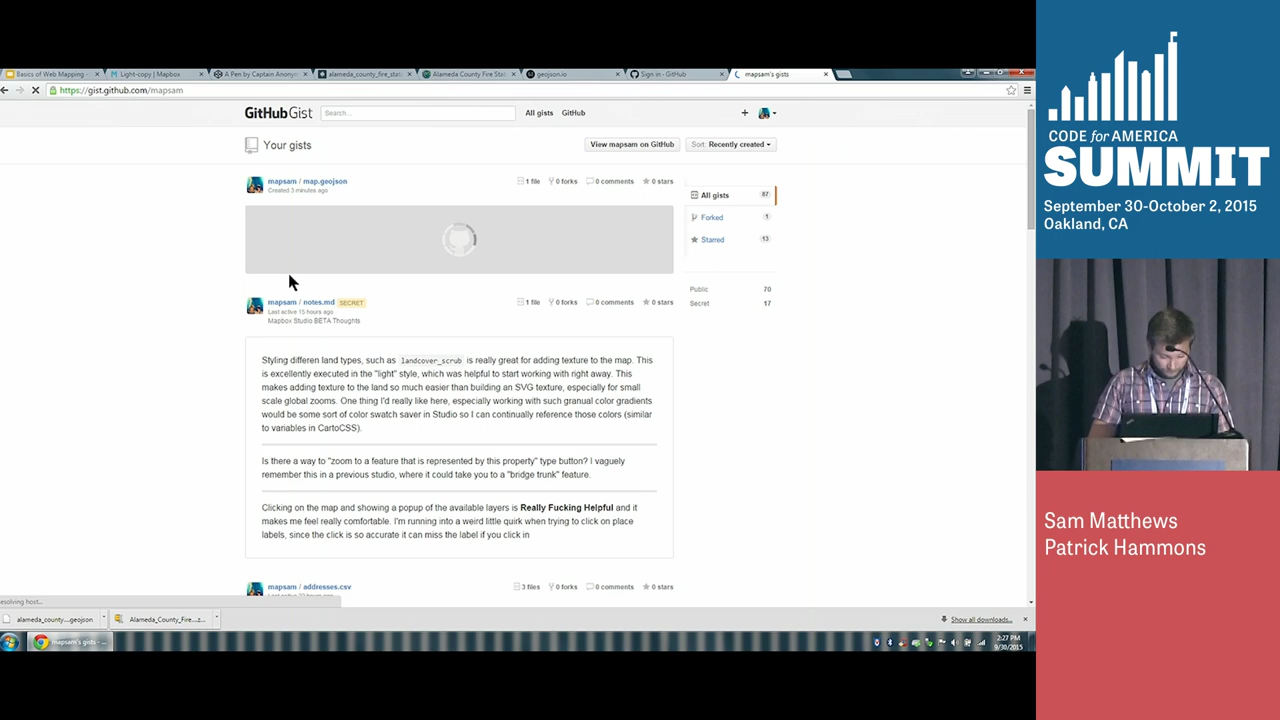 Basics of Web Mapping -
Light-copy | Mapbox
A Pen by Captain Anonym
alameda_county_fire_stati
Alameda County Fire Stat
geojson.io
Sign in · GitHub
mapsam's gists
https://gist.github.com/mapsam
GitHub Gist
Search...
All gists
GitHub
Your gists
View mapsam on GitHub
Sort: Recently created
mapsam / map.geojson
Created 3 minutes ago
1 file
0 forks
0 comments
0 stars
All gists 87
Forked 1
Starred 13
Public 70
Secret 17
mapsam / notes.md SECRET
Last active 15 hours ago
Mapbox Studio BETA Thoughts
1 file
0 forks
0 comments
0 stars
Styling differen land types, such as landcover_scrub is really great for adding texture to the map. This
is excellently executed in the "light" style, which was helpful to start working with right away. This
makes adding texture to the land so much easier than building an SVG texture, especially for small
scale global zooms. One thing I'd really like here, especially working with such granual color gradients
would be some sort of color swatch saver in Studio so I can continually reference those colors (similar
to variables in CartoCSS).
Is there a way to "zoom to a feature that is represented by this property" type button? I vaguely
remember this in a previous studio, where it could take you to a "bridge trunk" feature.
Clicking on the map and showing a popup of the available layers is Really Fucking Helpful and it
makes me feel really comfortable. I'm running into a weird little quirk when trying to click on place
labels, since the click is so accurate it can miss the label if you click in
mapsam / addresses.csv
3 files
0 forks
0 comments
0 stars
esolving host...
alameda_county....geojson
Alameda_County_Fire....z...
Show all downloads...
mapsam's gists - ...
2:27 PM
9/30/2015
CODE for AMERICA
SUMMIT
September 30-October 2, 2015
Oakland, CA
Sam Matthews
Patrick Hammons